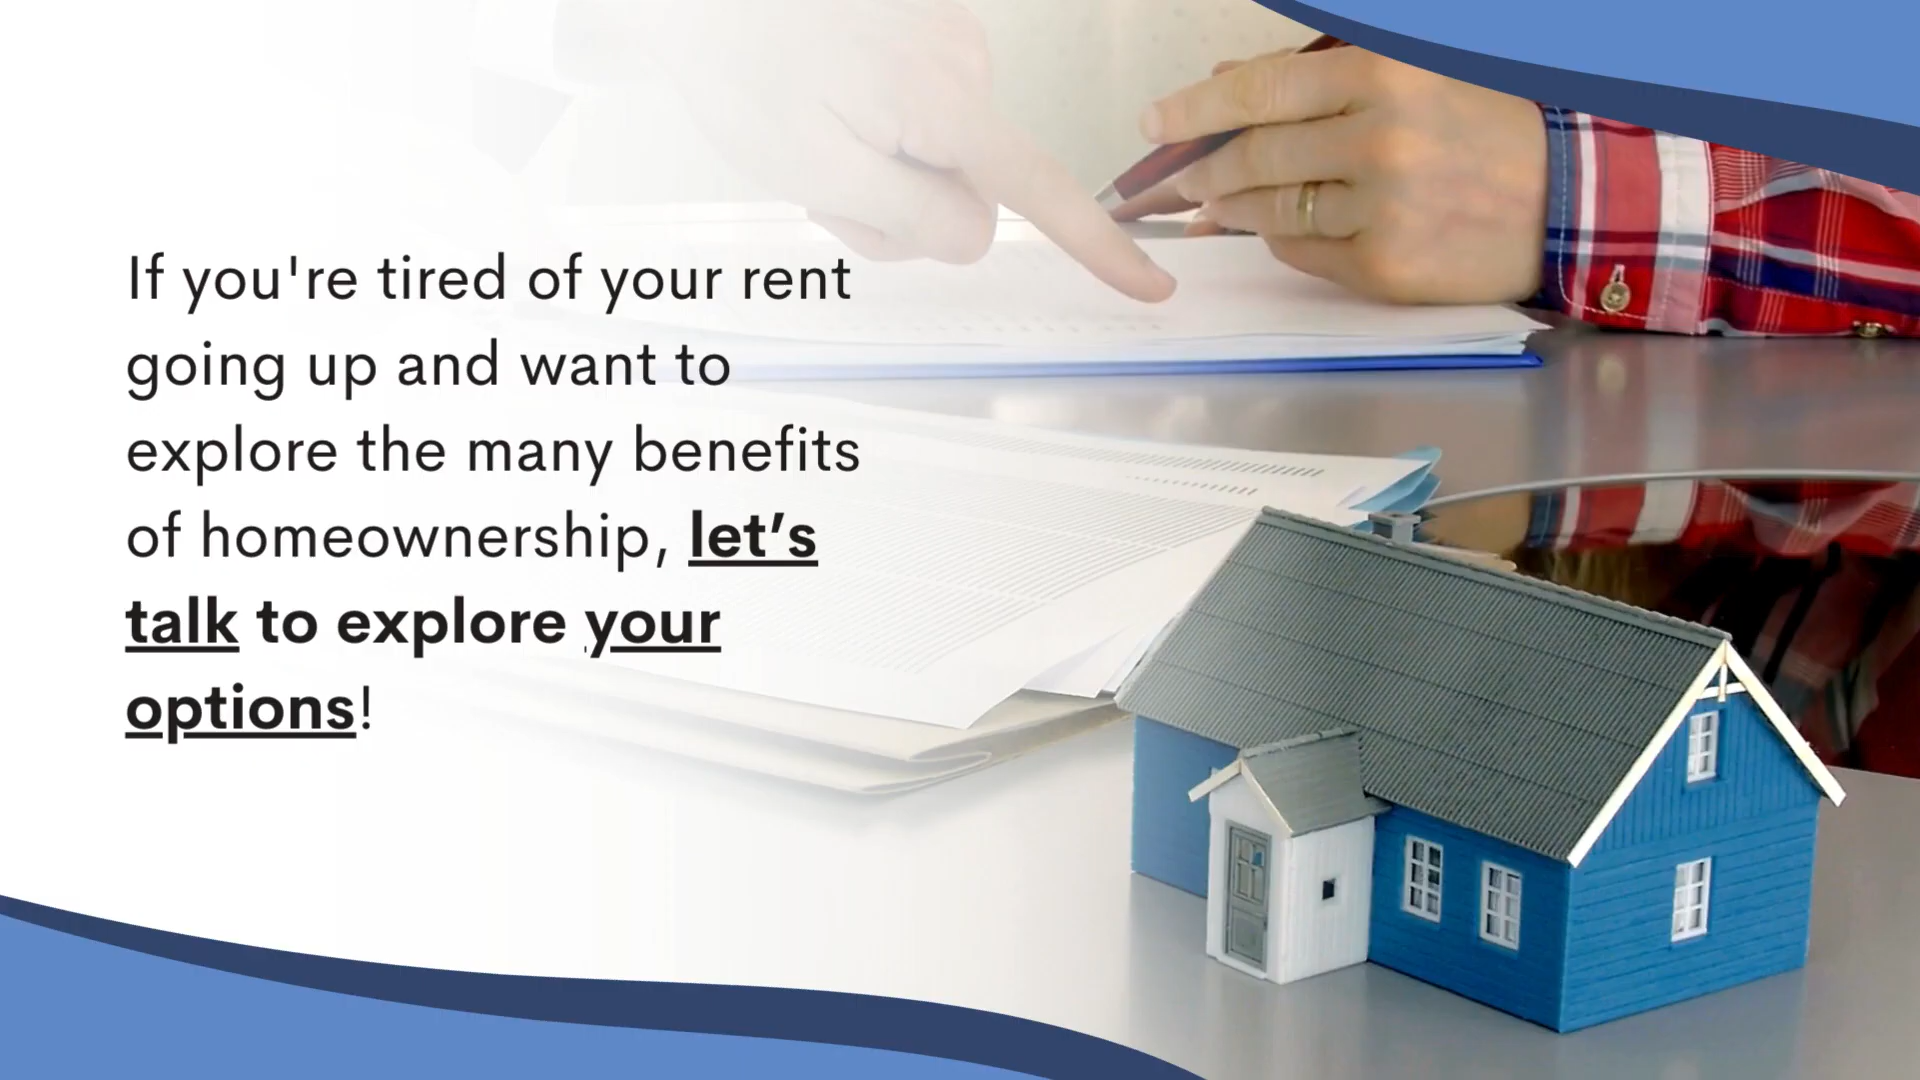 If you're tired of your rent
going up and want to
explore the many benefits
of homeownership, let’s
talk to explore your
options!